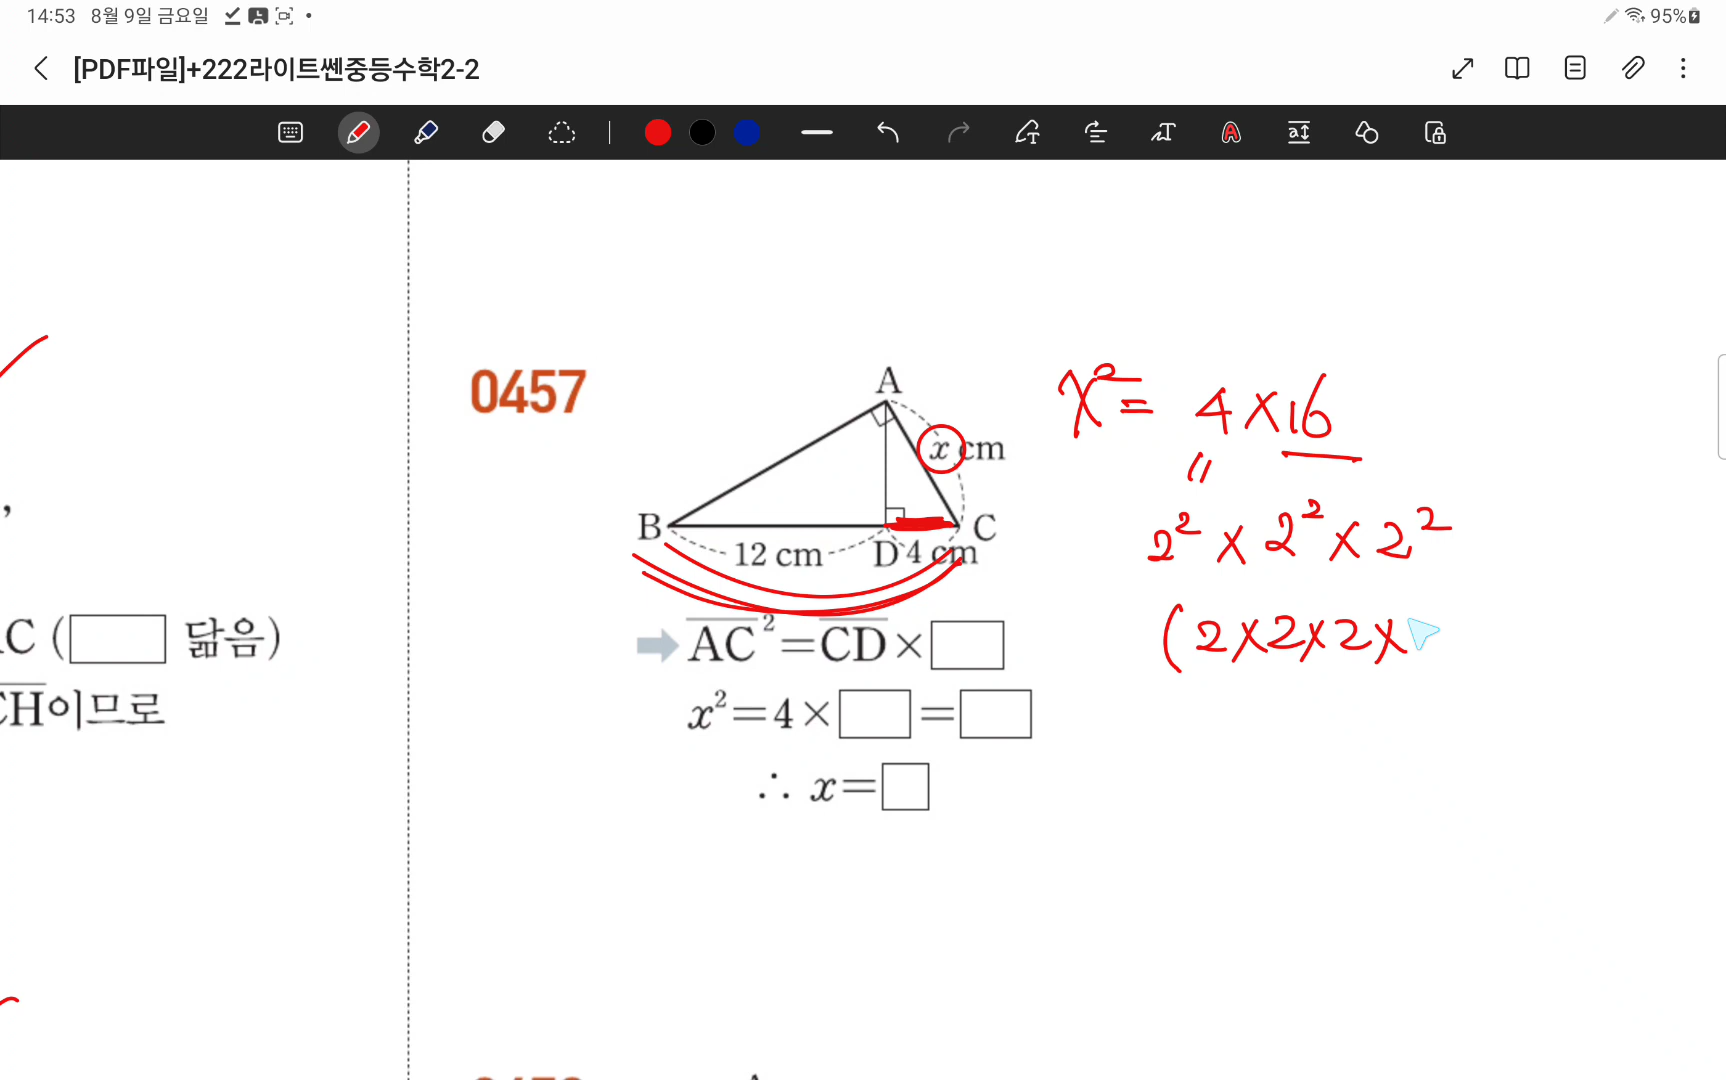 14:53 8월 9일 금요일
95%
[PDF파일]+222라이트쎈중등수학2-2
0457
A
x cm
B
C
12 cm
D
4 cm
AC²=CD×
x²=4× =
∴ x=
x²= 4×16
"
2²×2²×2²
(2×2×2×
,
C ( 닮음)
CH이므로